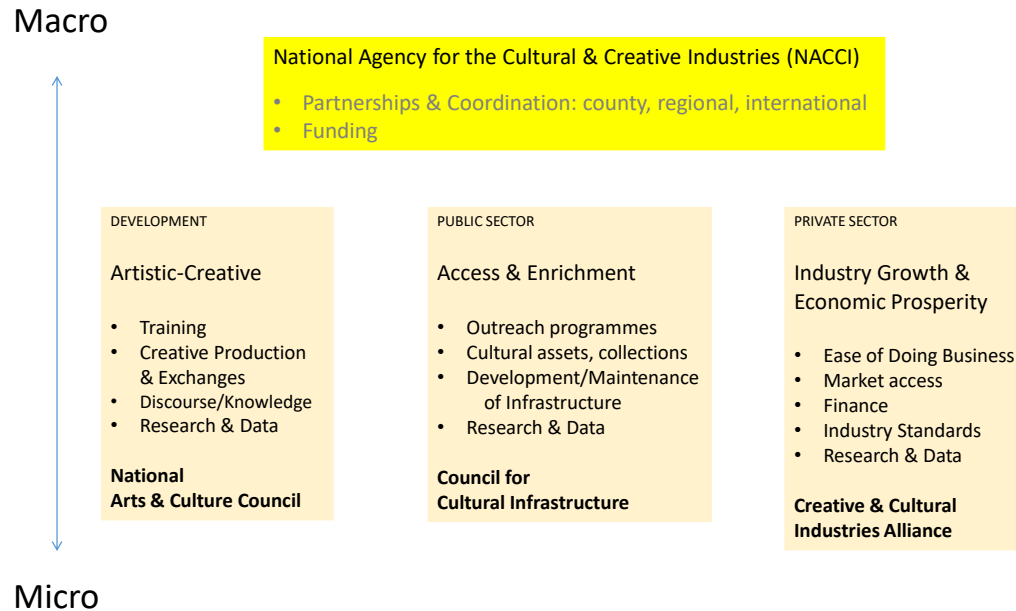 Macro
National Agency for the Cultural & Creative Industries (NACCI)
• Partnerships & Coordination: county, regional, international
• Funding
DEVELOPMENT
Artistic-Creative
• Training
• Creative Production
& Exchanges
• Discourse/Knowledge
• Research & Data
National
Arts & Culture Council
PUBLIC SECTOR
Access & Enrichment
• Outreach programmes
• Cultural assets, collections
• Development/Maintenance
of Infrastructure
• Research & Data
Council for
Cultural Infrastructure
PRIVATE SECTOR
Industry Growth &
Economic Prosperity
• Ease of Doing Business
• Market access
• Finance
• Industry Standards
• Research & Data
Creative & Cultural
Industries Alliance
Micro